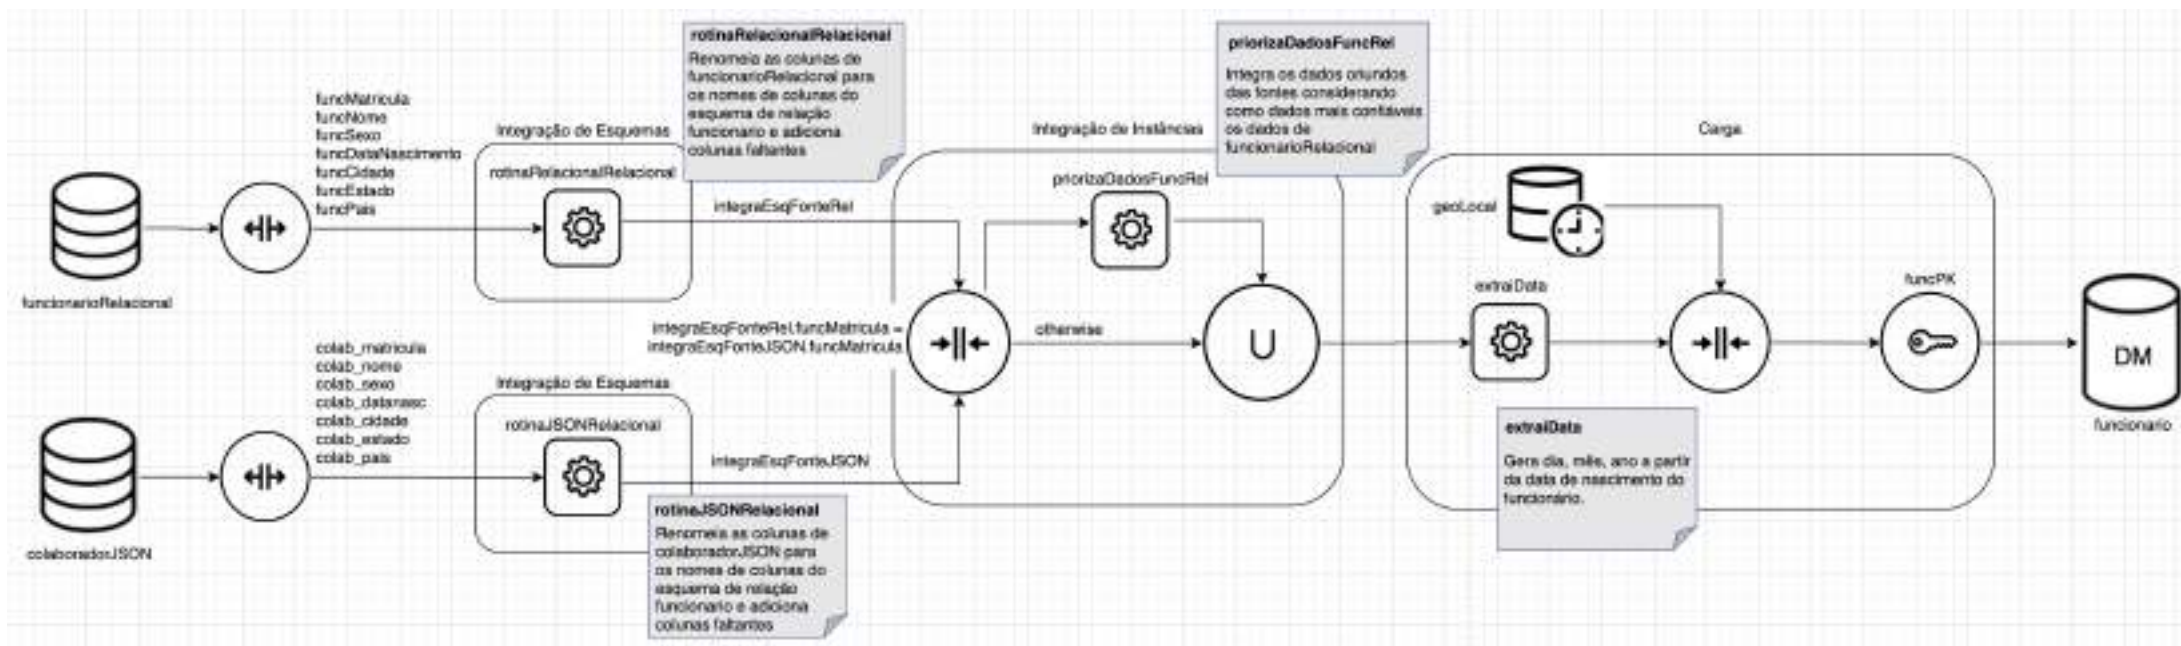 rotinaRelacionalRelacional
Renomeia as colunas de
funcionarioRelacional para
os nomes de colunas do
esquema de relação
funcionario e adiciona
colunas faltantes
priorizaDadosFuncRel
Integra os dados oriundos
das fontes considerando
como dados mais confiáveis
os dados de
funcionarioRelacional
funcMatricula
funcNome
funcSexo
funcDataNascimento
funcCidade
funcEstado
funcPais
Integração de Esquemas
rotinaRelacionalRelacional
Integração de Instâncias
priorizaDadosFuncRel
Carga
geoLocal
integraEsqFonteRel
funcionarioRelacional
extraiData
funcPK
integraEsqFonteRel.funcMatricula =
integraEsqFonteJSON.funcMatricula
otherwise
U
DM
funcionario
colab_matricula
colab_nome
colab_sexo
colab_datanasc
colab_cidade
colab_estado
colab_pais
Integração de Esquemas
rotinaJSONRelacional
integraEsqFonteJSON
colaboradorJSON
rotinaJSONRelacional
Renomeia as colunas de
colaboradorJSON para
os nomes de colunas do
esquema de relação
funcionario e adiciona
colunas faltantes
extraiData
Gera dia, mês, ano a partir
da data de nascimento do
funcionário.